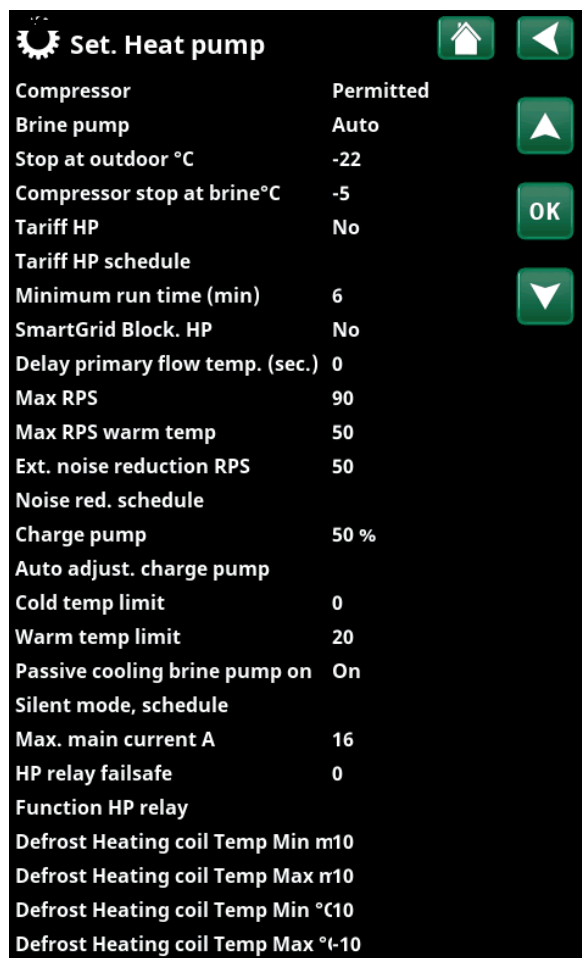 Set. Heat pump
Compressor Permitted
Brine pump Auto
Stop at outdoor °C -22
Compressor stop at brine°C -5
OK
Tariff HP No
Tariff HP schedule
Minimum run time (min) 6
SmartGrid Block. HP No
Delay primary flow temp. (sec.) 0
Max RPS 90
Max RPS warm temp 50
Ext. noise reduction RPS 50
Noise red. schedule
Charge pump 50 %
Auto adjust. charge pump
Cold temp limit 0
Warm temp limit 20
Passive cooling brine pump on On
Silent mode, schedule
Max. main current A 16
HP relay failsafe 0
Function HP relay
Defrost Heating coil Temp Min m10
Defrost Heating coil Temp Max m10
Defrost Heating coil Temp Min °C10
Defrost Heating coil Temp Max °C-10